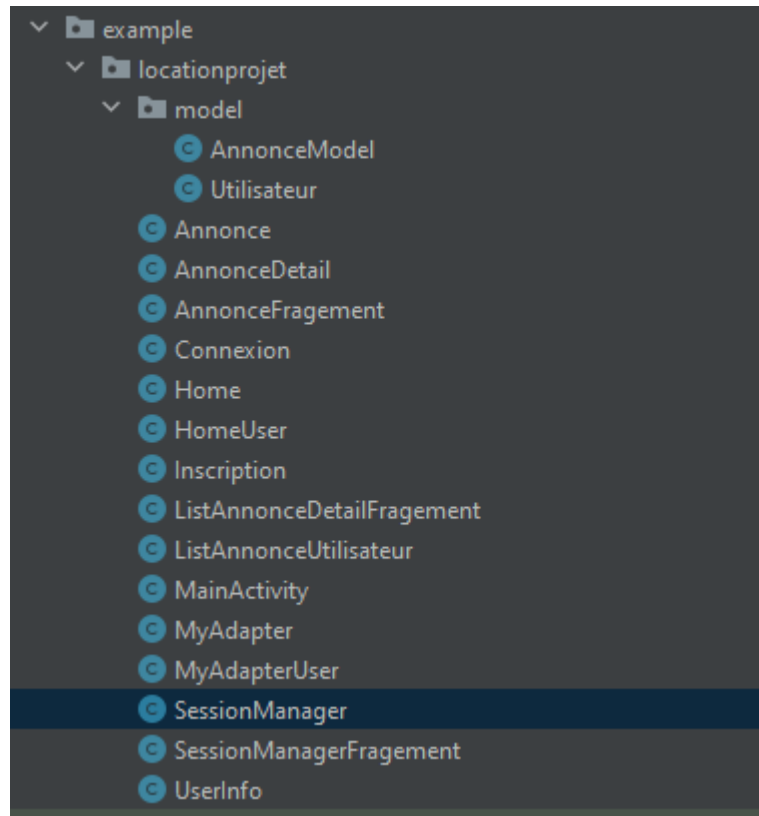 example
locationprojet
model
AnnonceModel
Utilisateur
Annonce
AnnonceDetail
AnnonceFragement
Connexion
Home
HomeUser
Inscription
ListAnnonceDetailFragement
ListAnnonceUtilisateur
MainActivity
MyAdapter
MyAdapterUser
SessionManager
SessionManagerFragement
UserInfo